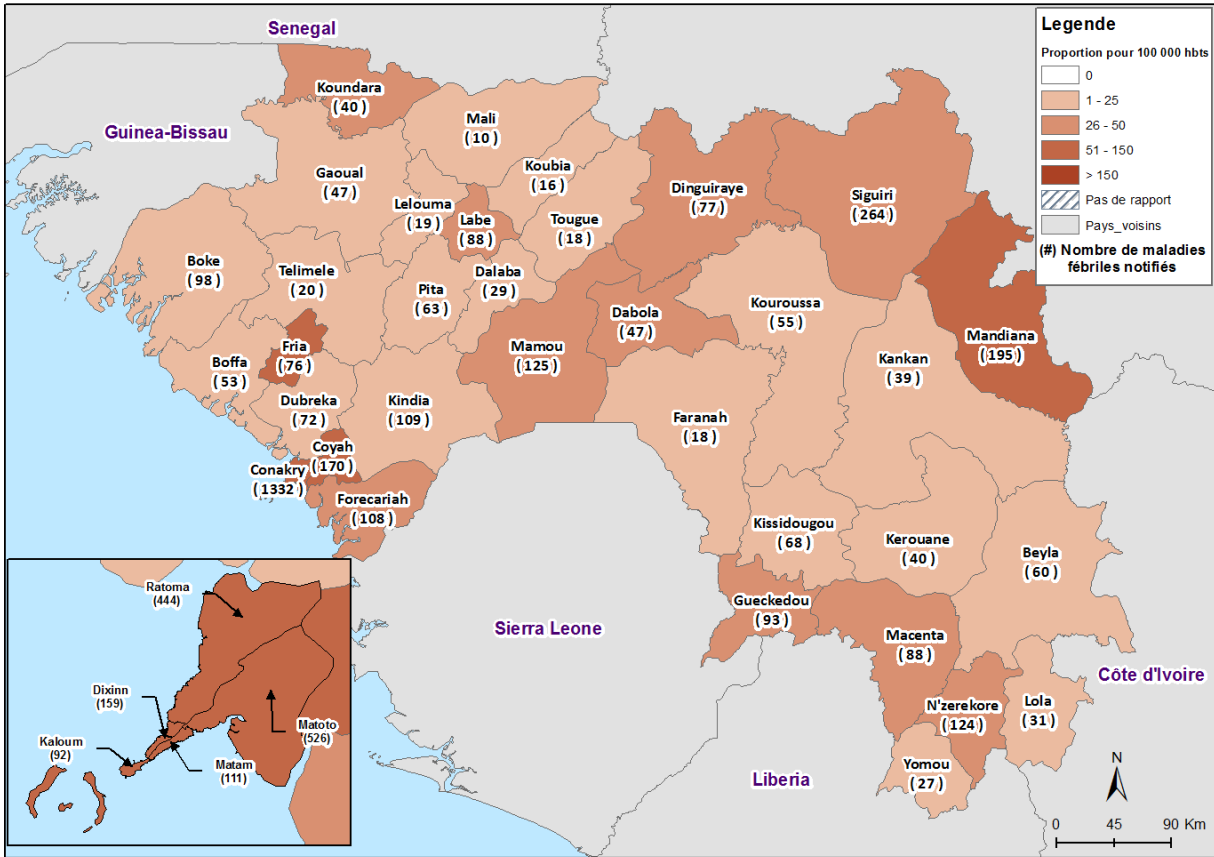 Senegal
Guinea-Bissau
Koundara
( 40 )
Mali
( 10 )
Gaoual
( 47 )
Koubia
( 16 )
Lelouma
( 19 )
Labe
( 88 )
Tougue
( 18 )
Dinguiraye
( 77 )
Siguiri
( 264 )
Boke
( 98 )
Telimele
( 20 )
Pita
( 63 )
Dalaba
( 29 )
Mamou
( 125 )
Dabola
( 47 )
Kouroussa
( 55 )
Mandiana
( 195 )
Kankan
( 39 )
Fria
( 76 )
Boffa
( 53 )
Dubreka
( 72 )
Kindia
( 109 )
Faranah
( 18 )
Coyah
( 170 )
Conakry
( 1332 )
Forecariah
( 108 )
Kissidougou
( 68 )
Kerouane
( 40 )
Beyla
( 60 )
Gueckedou
( 93 )
Macenta
( 88 )
N'zerekore
( 124 )
Lola
( 31 )
Yomou
( 27 )
Sierra Leone
Liberia
Côte d'Ivoire
Legende
Proportion pour 100 000 hbts
0
1 - 25
26 - 50
51 - 150
> 150
Pas de rapport
Pays_voisins
(#) Nombre de maladies
fébriles notifiés
Ratoma
(444)
Dixinn
(159)
Kaloum
(92)
Matam
(111)
Matoto
(526)
N
0 45 90 Km